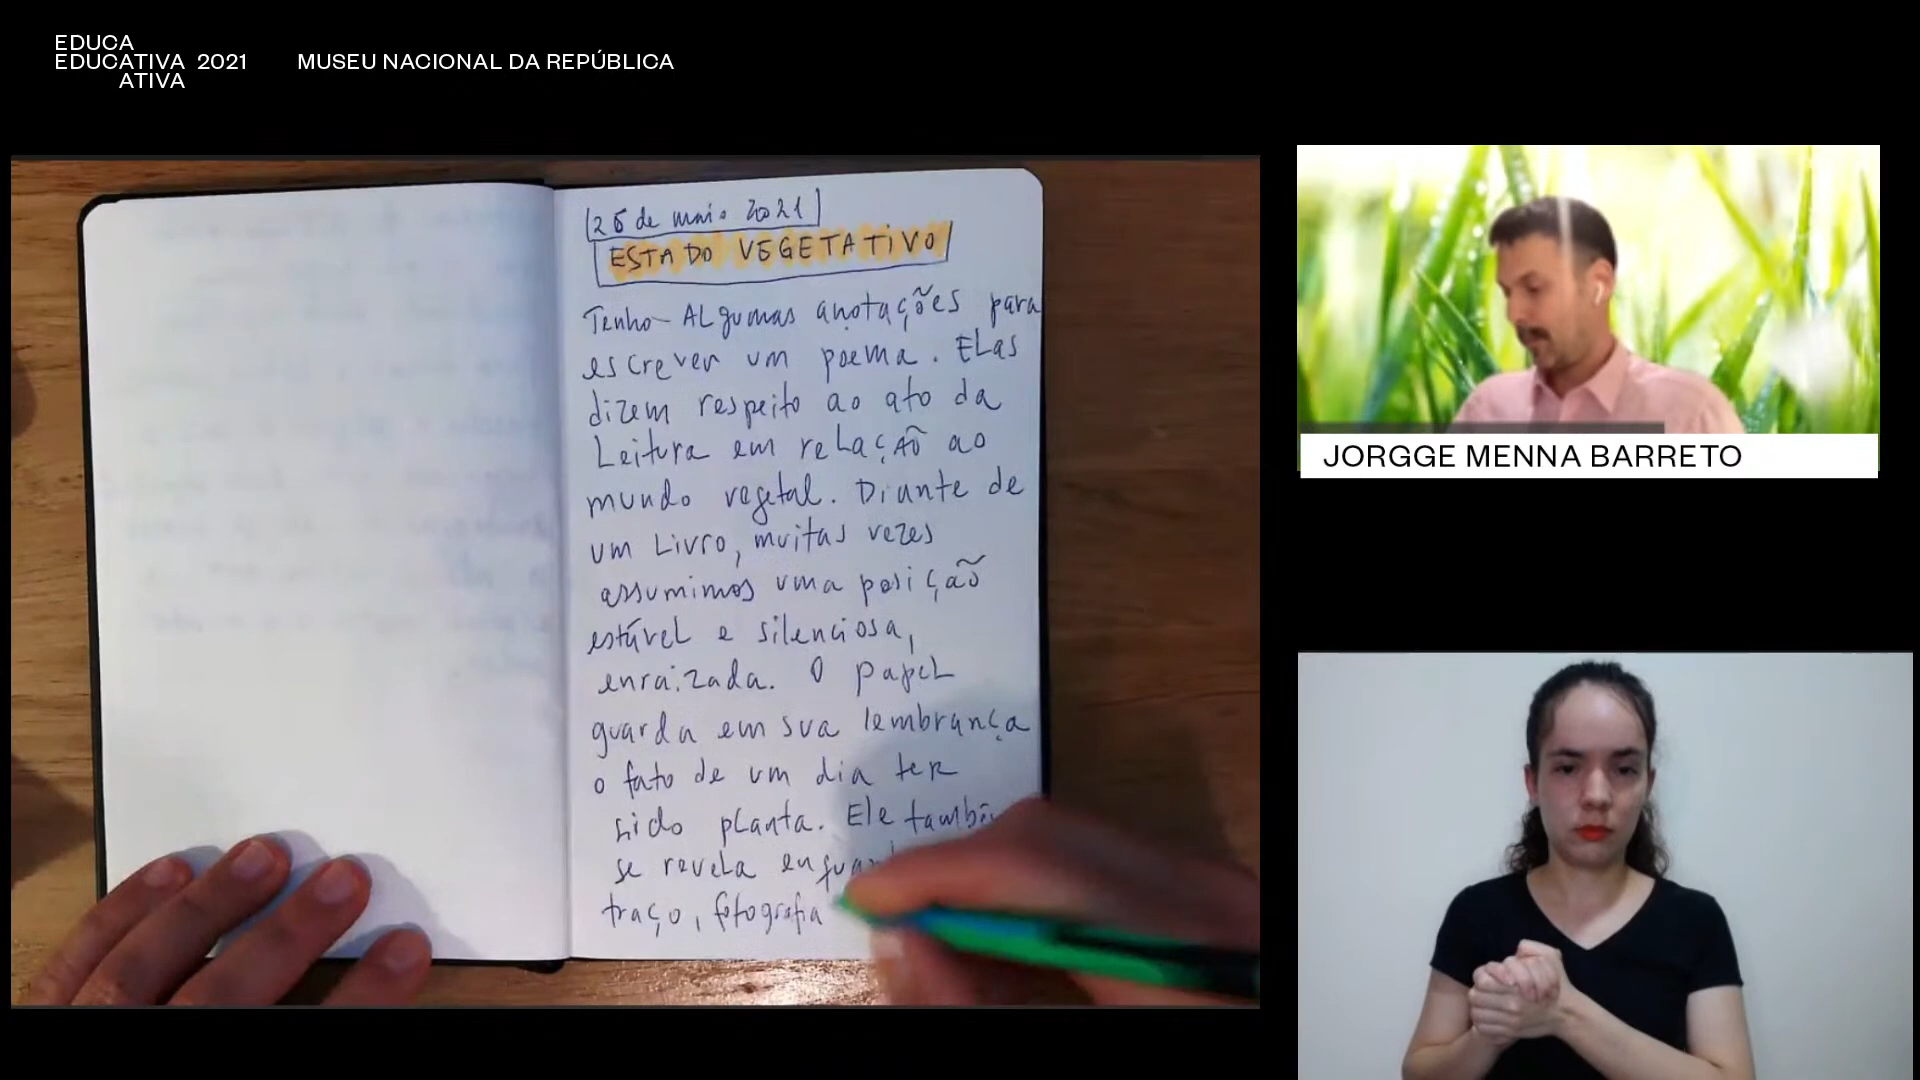 EDUCA
EDUCATIVA 2021
ATIVA
MUSEU NACIONAL DA REPÚBLICA
26 de maio 2021
ESTADO VEGETATIVO
Tenho ALgumas anotações para
escrever um poema. ELas
dizem respeito ao ato da
Leitura em relaçAõ ao
mundo vegetal. Diante de
um Livro, muitas vezes
assumimos uma posição
estável e silenciosa,
enraizada. O papel
guarda em sua lembrança
o fato de um dia ter
sido planta. Ele
se revela
traço, fotografia
JORGGE MENNA BARRETO